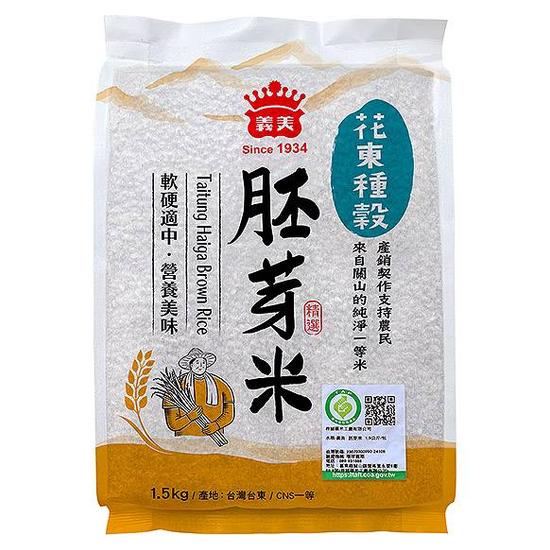 義美
Since 1934
花東種穀
產銷契作支持農民
來自關山的純淨一等米
胚芽米
精選
Taitung Haiga Brown Rice
軟硬適中・營養美味
1.5kg / 產地：台灣台東 / CNS一等